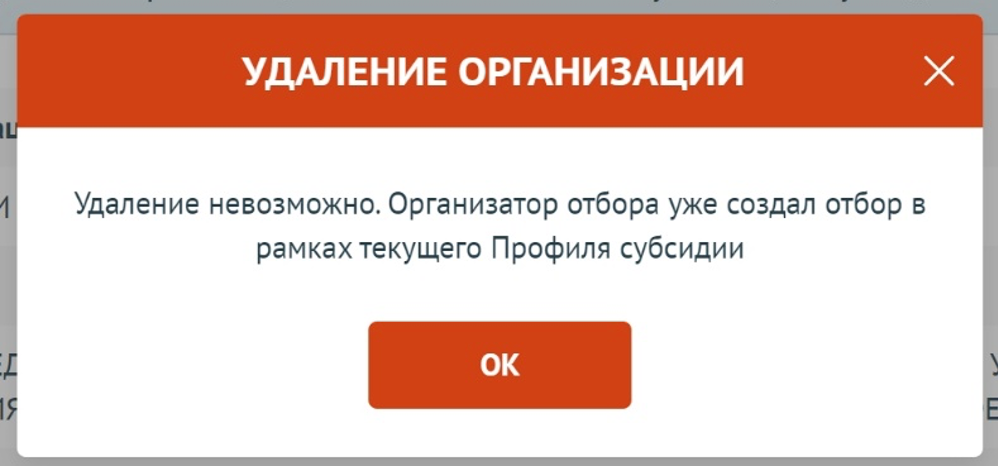 УДАЛЕНИЕ ОРГАНИЗАЦИИ
Удаление невозможно. Организатор отбора уже создал отбор в
рамках текущего Профиля субсидии
ОК